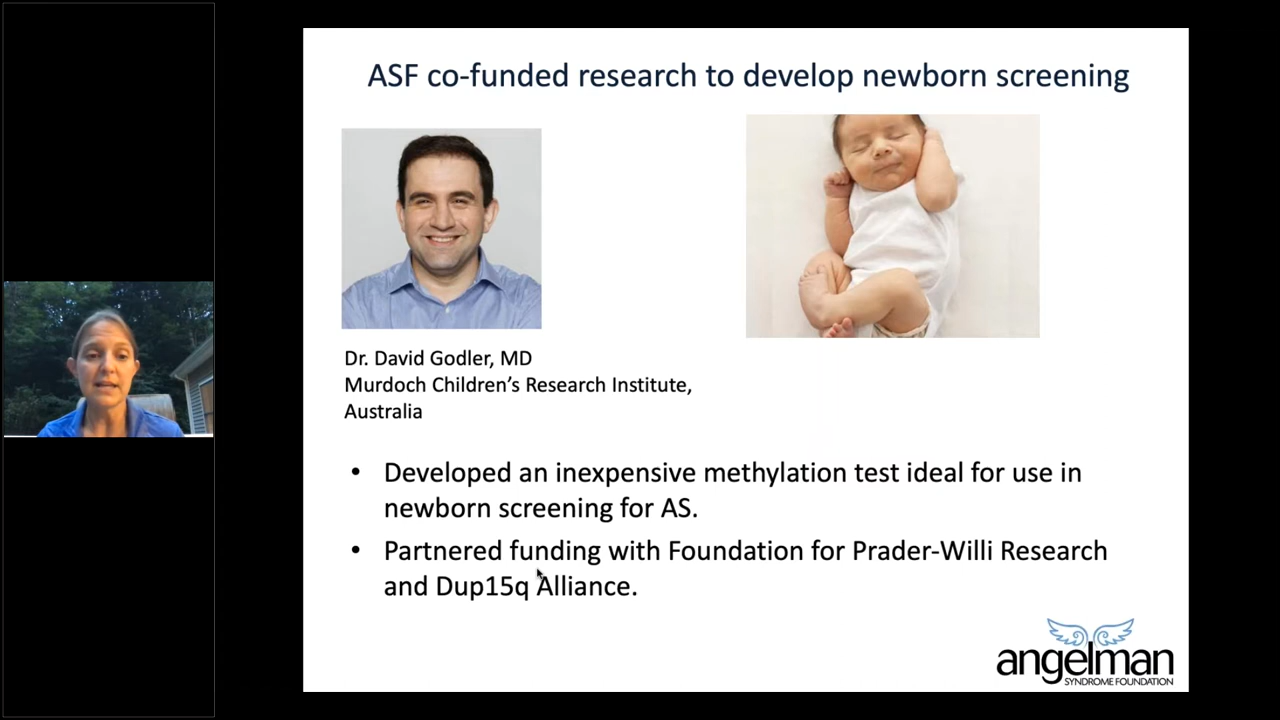 ASF co-funded research to develop newborn screening
Dr. David Godler, MD
Murdoch Children’s Research Institute,
Australia
• Developed an inexpensive methylation test ideal for use in
newborn screening for AS.
• Partnered funding with Foundation for Prader-Willi Research
and Dup15q Alliance.
angelman
SYNDROME FOUNDATION